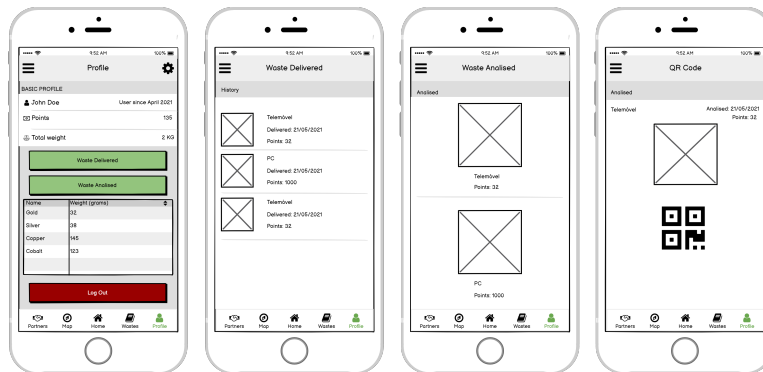 9:52 AM 100%
Profile
BASIC PROFILE
John Doe User since April 2021
Points 135
Total weight 2 KG
Waste Delivered
Waste Analised
Name Weight (grams)
Gold 32
Silver 38
Copper 145
Cobalt 123
Log Out
Partners Map Home Wastes Profile
9:52 AM 100%
Waste Delivered
History
Telemóvel
Delivered: 21/05/2021
Points: 32
PC
Delivered: 21/05/2021
Points: 1000
Telemóvel
Delivered: 21/05/2021
Points: 32
Partners Map Home Wastes Profile
9:52 AM 100%
Waste Analised
Analised
Telemóvel
Points: 32
PC
Points: 1000
Partners Map Home Wastes Profile
9:52 AM 100%
QR Code
Analised
Telemóvel Analised: 21/05/2021
Points: 32
Partners Map Home Wastes Profile